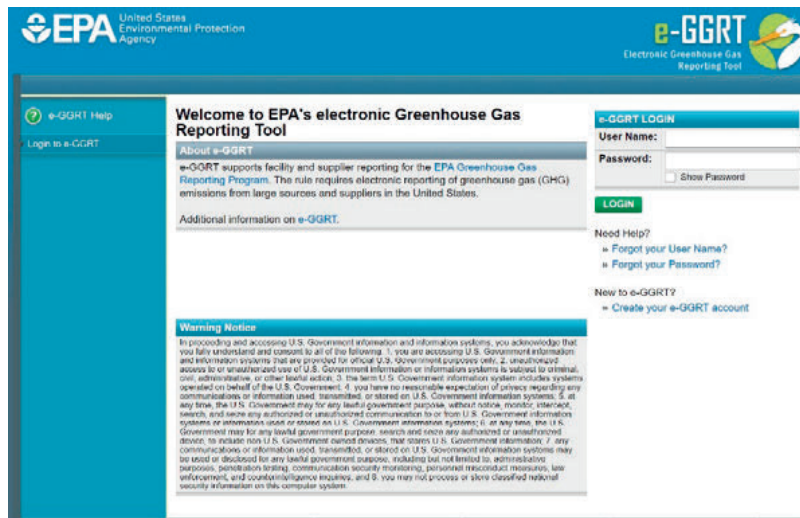 EPA
United States
Environmental Protection
Agency
e-GGRT
Electronic Greenhouse Gas
Reporting Tool
e-GGRT Help
Login to e-GGRT
Welcome to EPA's electronic Greenhouse Gas
Reporting Tool
About e-GGRT
e-GGRT supports facility and supplier reporting for the EPA Greenhouse Gas
Reporting Program. The rule requires electronic reporting of greenhouse gas (GHG)
emissions from large sources and suppliers in the United States.
Additional information on e-GGRT.
Warning Notice
In proceeding and accessing U.S. Government information and information systems, you acknowledge that
you fully understand and consent to all of the following: 1. you are accessing U.S. Government information
and information systems that are provided for official U.S. Government purposes only; 2. unauthorized
access to or unauthorized use of U.S. Government information or information systems is subject to criminal,
civil, administrative, or other lawful action; 3. the term U.S. Government information system includes systems
operated on behalf of the U.S. Government; 4. you have no reasonable expectation of privacy regarding any
communications or information used, transmitted, or stored on U.S. Government information systems; 5. at
any time, the U.S. Government may for any lawful government purpose, without notice, monitor, intercept,
search, and seize any authorized or unauthorized communication to or from U.S. Government information
systems or information used or stored on U.S. Government information systems; 6. at any time, the U.S.
Government may for any lawful government purpose, search and seize any authorized or unauthorized
device, to include non U.S. Government owned devices, that stores U.S. Government information; 7. any
communications or information used, transmitted, or stored on U.S. Government information systems may
be used or disclosed for any lawful government purpose, including but not limited to, administrative
purposes, penetration testing, communication security monitoring, personnel misconduct measures, law
enforcement, and counterintelligence inquiries; and 8. you may not process or store classified national
security information on this computer system.
e-GGRT LOGIN
User Name:
Password:
Show Password
LOGIN
Need Help?
» Forgot your User Name?
» Forgot your Password?
New to e-GGRT?
» Create your e-GGRT account